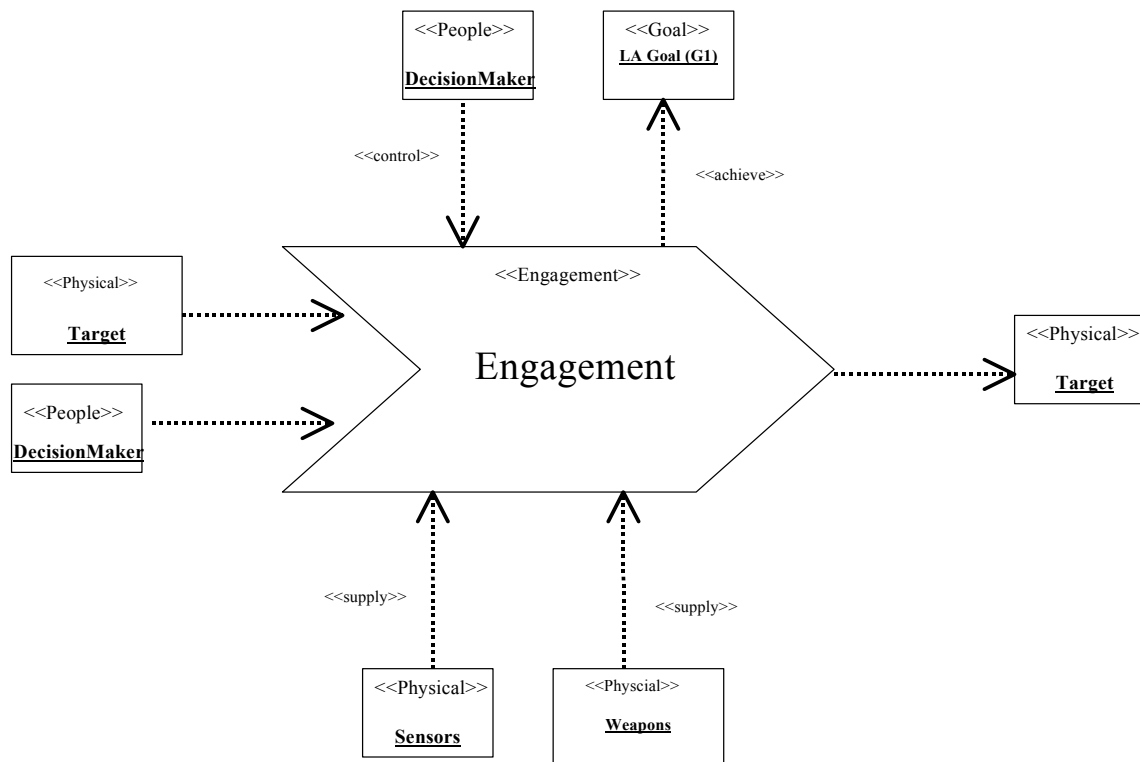 <<People>>
DecisionMaker
<<Goal>>
LA Goal (G1)
<<control>>
<<achieve>>
<<Engagement>>
Engagement
<<Physical>>
Target
<<People>>
DecisionMaker
<<Physical>>
Target
<<supply>>
<<supply>>
<<Physical>>
Sensors
<<Physcial>>
Weapons